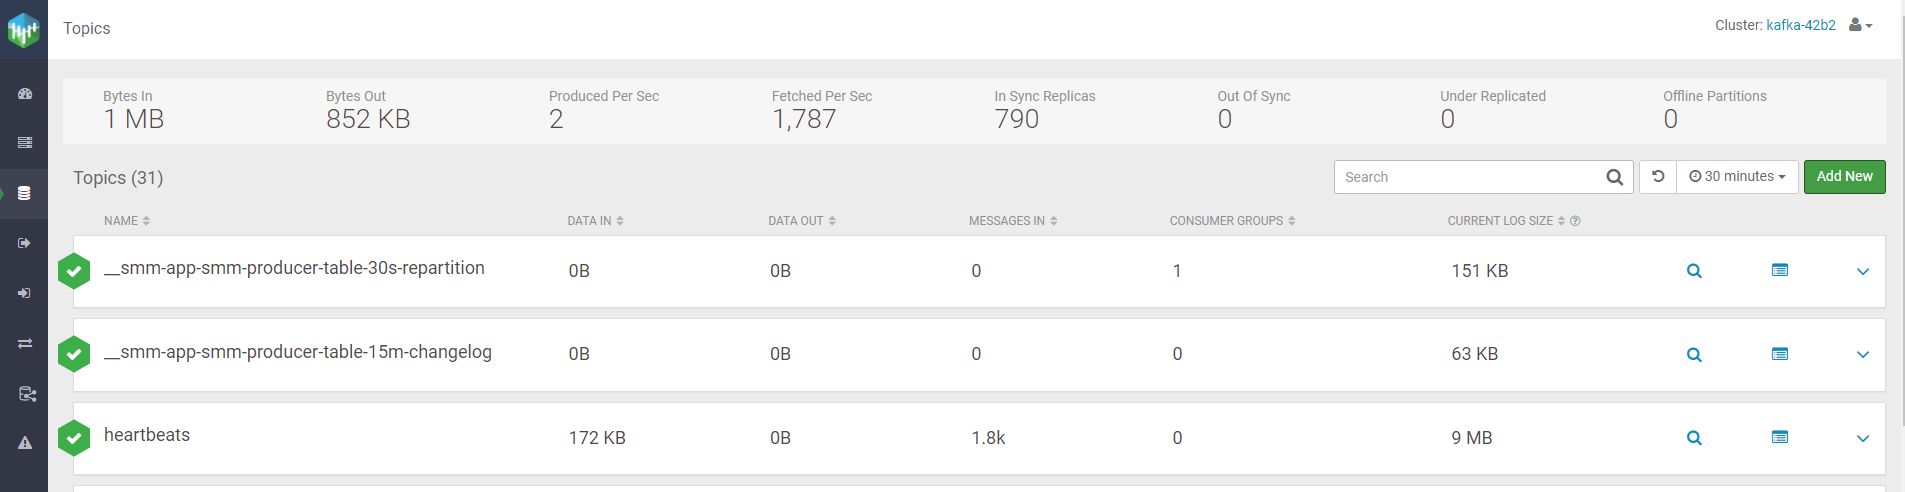 Topics
Cluster: kafka-42b2
Bytes In Bytes Out Produced Per Sec Fetched Per Sec In Sync Replicas Out Of Sync Under Replicated Offline Partitions
1 MB 852 KB 2 1,787 790 0 0 0
Topics (31) Search 30 minutes Add New
NAME DATA IN DATA OUT MESSAGES IN CONSUMER GROUPS CURRENT LOG SIZE
__smm-app-smm-producer-table-30s-repartition 0B 0B 0 1 151 KB
__smm-app-smm-producer-table-15m-changelog 0B 0B 0 0 63 KB
heartbeats 172 KB 0B 1.8k 0 9 MB